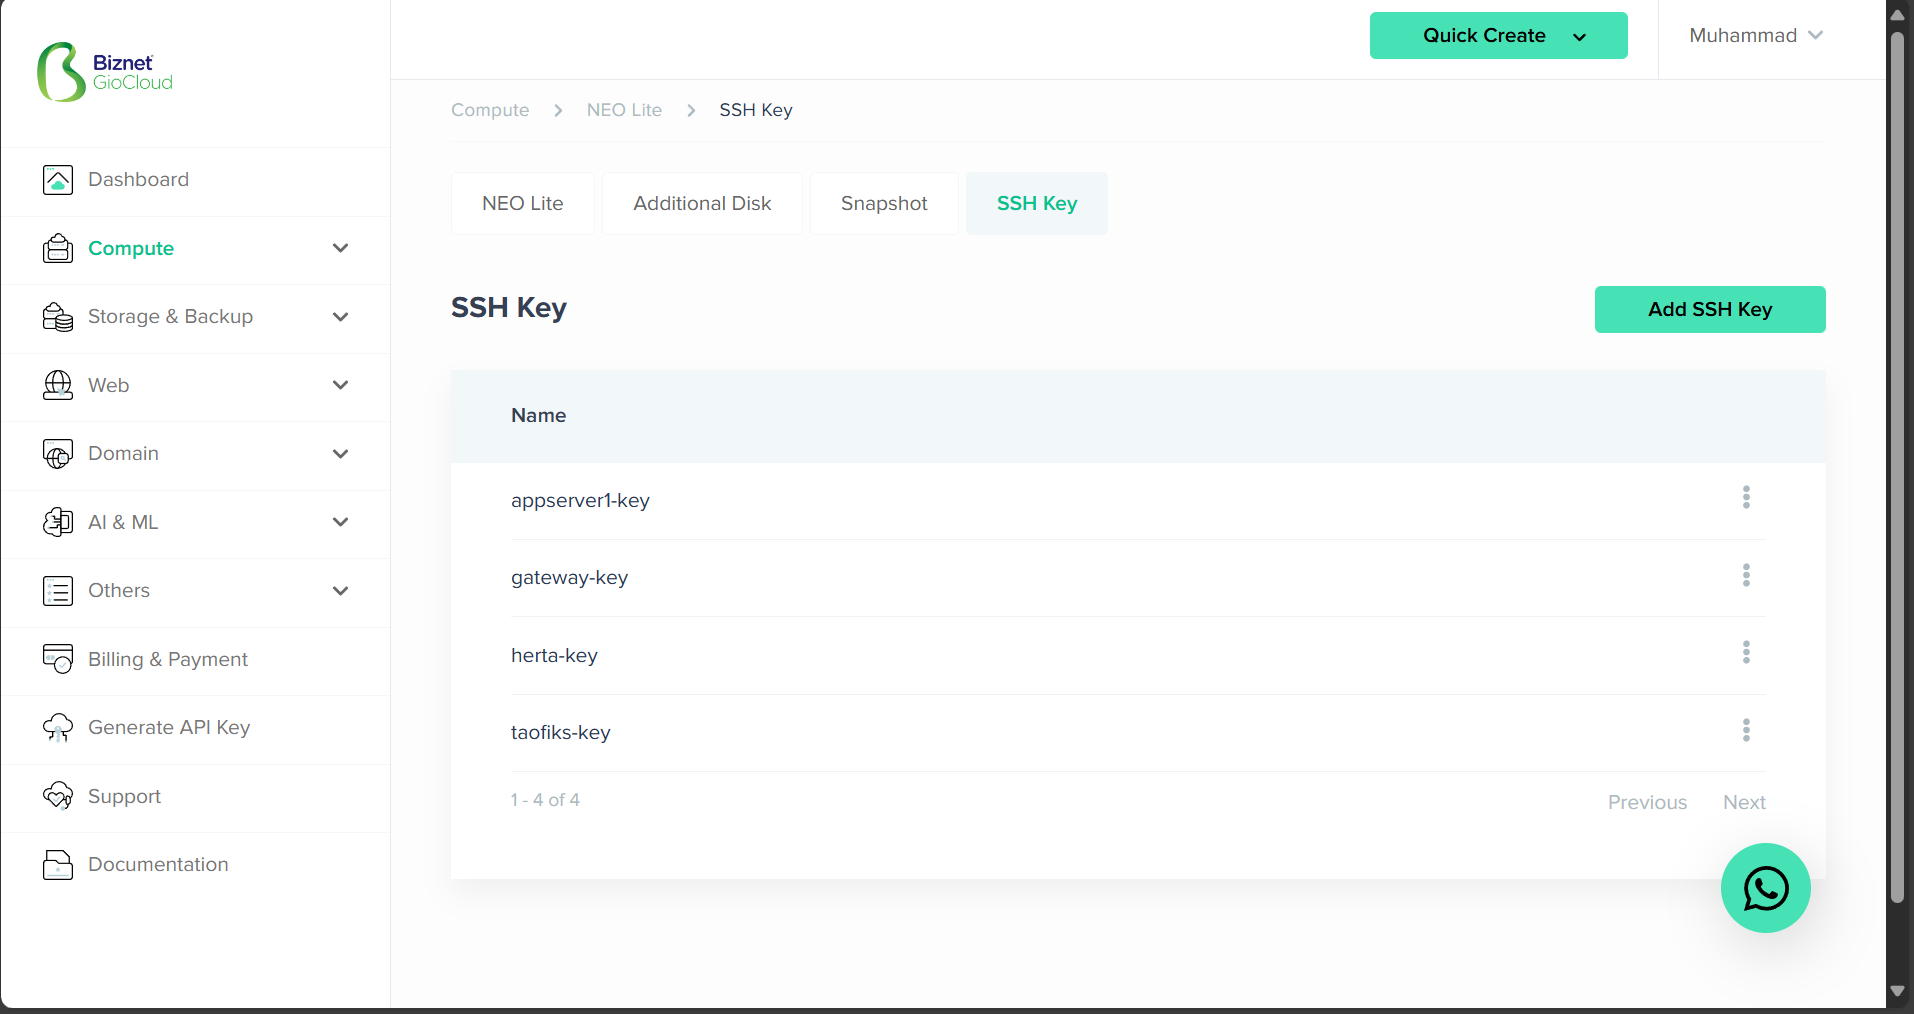 Biznet
GioCloud
Quick Create
Muhammad
Compute > NEO Lite > SSH Key
Dashboard
Compute
Storage & Backup
Web
Domain
AI & ML
Others
Billing & Payment
Generate API Key
Support
Documentation
NEO Lite Additional Disk Snapshot SSH Key
SSH Key
Add SSH Key
Name
appserver1-key
gateway-key
herta-key
taofiks-key
1 - 4 of 4
Previous Next